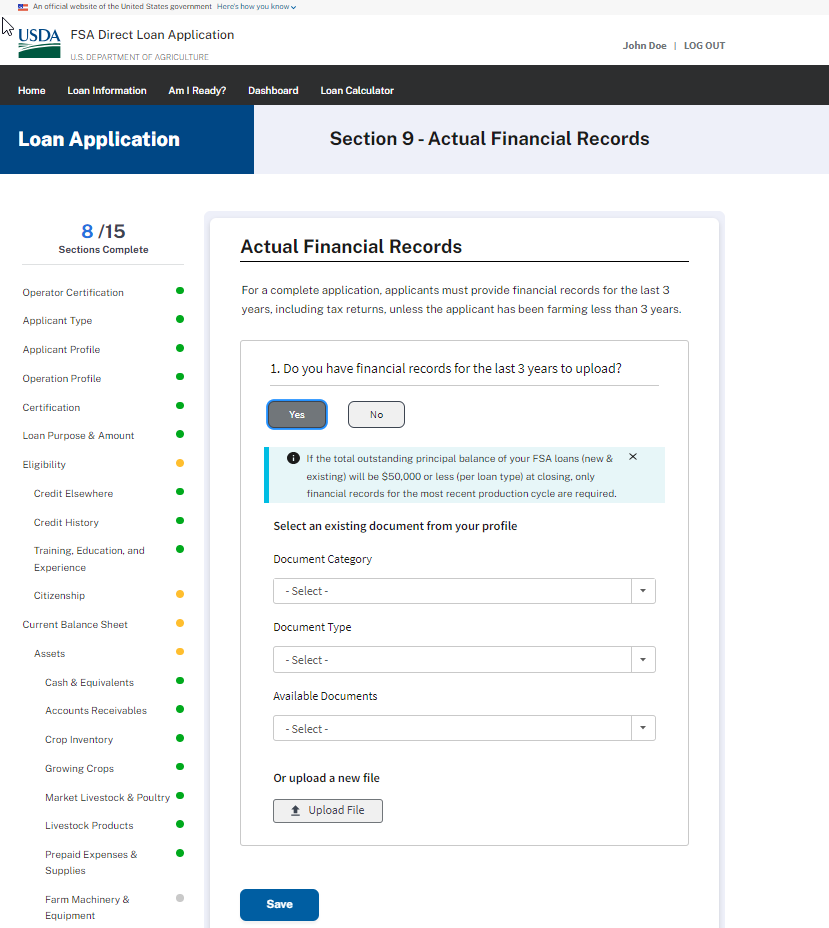 An official website of the United States government Here's how you know
USDA
FSA Direct Loan Application
U.S. DEPARTMENT OF AGRICULTURE
John Doe | LOG OUT
Home Loan Information Am I Ready? Dashboard Loan Calculator
Loan Application
Section 9 - Actual Financial Records
8 /15
Sections Complete
Operator Certification
Applicant Type
Applicant Profile
Operation Profile
Certification
Loan Purpose & Amount
Eligibility
Credit Elsewhere
Credit History
Training, Education, and
Experience
Citizenship
Current Balance Sheet
Assets
Cash & Equivalents
Accounts Receivables
Crop Inventory
Growing Crops
Market Livestock & Poultry
Livestock Products
Prepaid Expenses &
Supplies
Farm Machinery &
Equipment
Actual Financial Records
For a complete application, applicants must provide financial records for the last 3
years, including tax returns, unless the applicant has been farming less than 3 years.
1. Do you have financial records for the last 3 years to upload?
Yes No
If the total outstanding principal balance of your FSA loans (new &
existing) will be $50,000 or less (per loan type) at closing, only
financial records for the most recent production cycle are required.
Select an existing document from your profile
Document Category
- Select -
Document Type
- Select -
Available Documents
- Select -
Or upload a new file
Upload File
Save